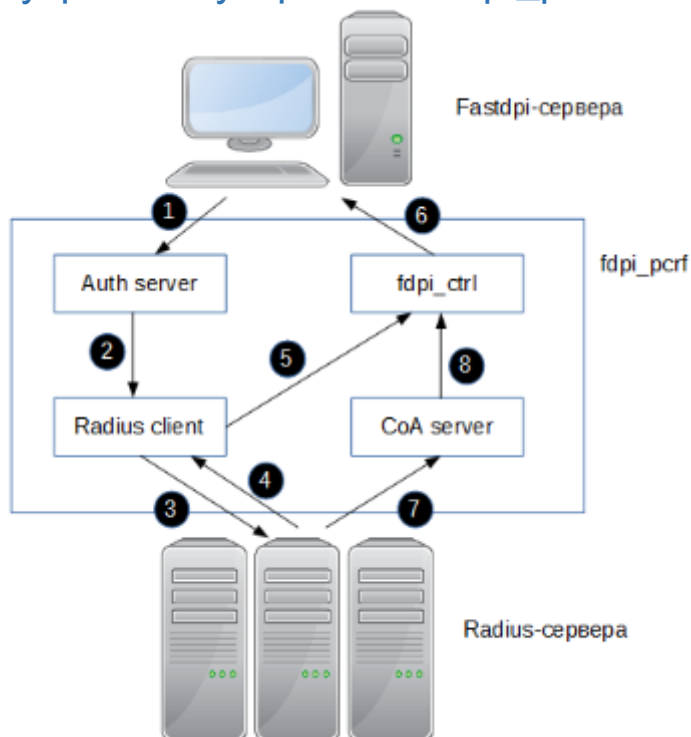 Fastdpi-сервера
1
6
Auth server
fdpi_ctrl
fdpi_pcrf
2
5
8
Radius client
CoA server
4
3
7
Radius-сервера